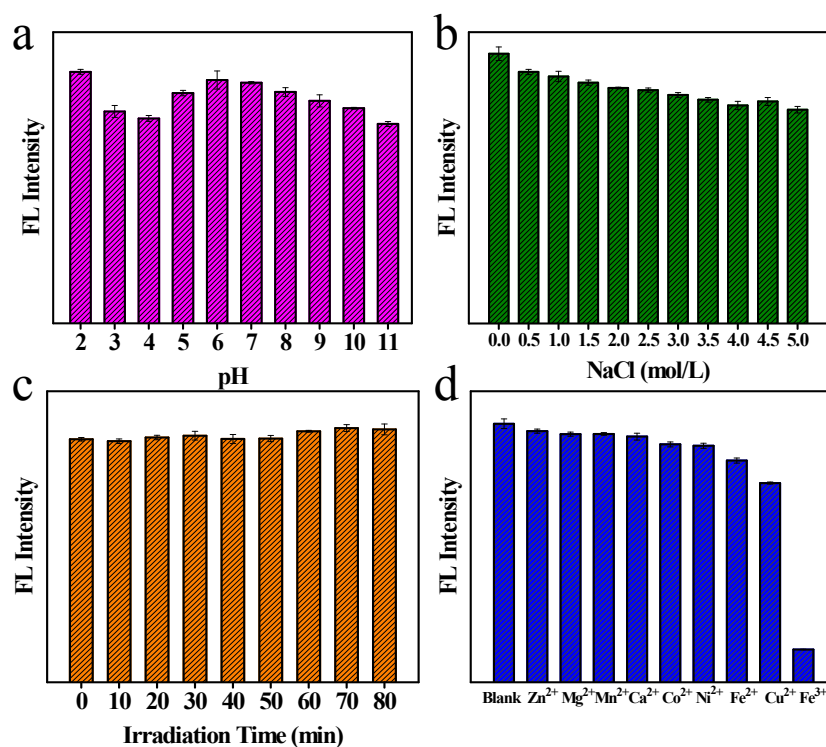 a
FL Intensity
2 3 4 5 6 7 8 9 10 11
pH
b
FL Intensity
0.0 0.5 1.0 1.5 2.0 2.5 3.0 3.5 4.0 4.5 5.0
NaCl (mol/L)
c
FL Intensity
0 10 20 30 40 50 60 70 80
Irradiation Time (min)
d
FL Intensity
Blank Zn²⁺ Mg²⁺ Mn²⁺ Ca²⁺ Co²⁺ Ni²⁺ Fe²⁺ Cu²⁺ Fe³⁺